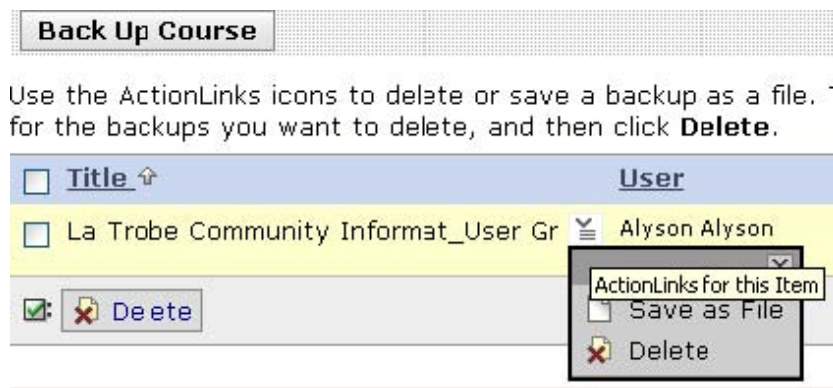 Back Up Course
Use the ActionLinks icons to delete or save a backup as a file.
for the backups you want to delete, and then click Delete.
Title User
La Trobe Community Informat_User Gr Alyson Alyson
ActionLinks for this Item
: Delete Save as File
Delete